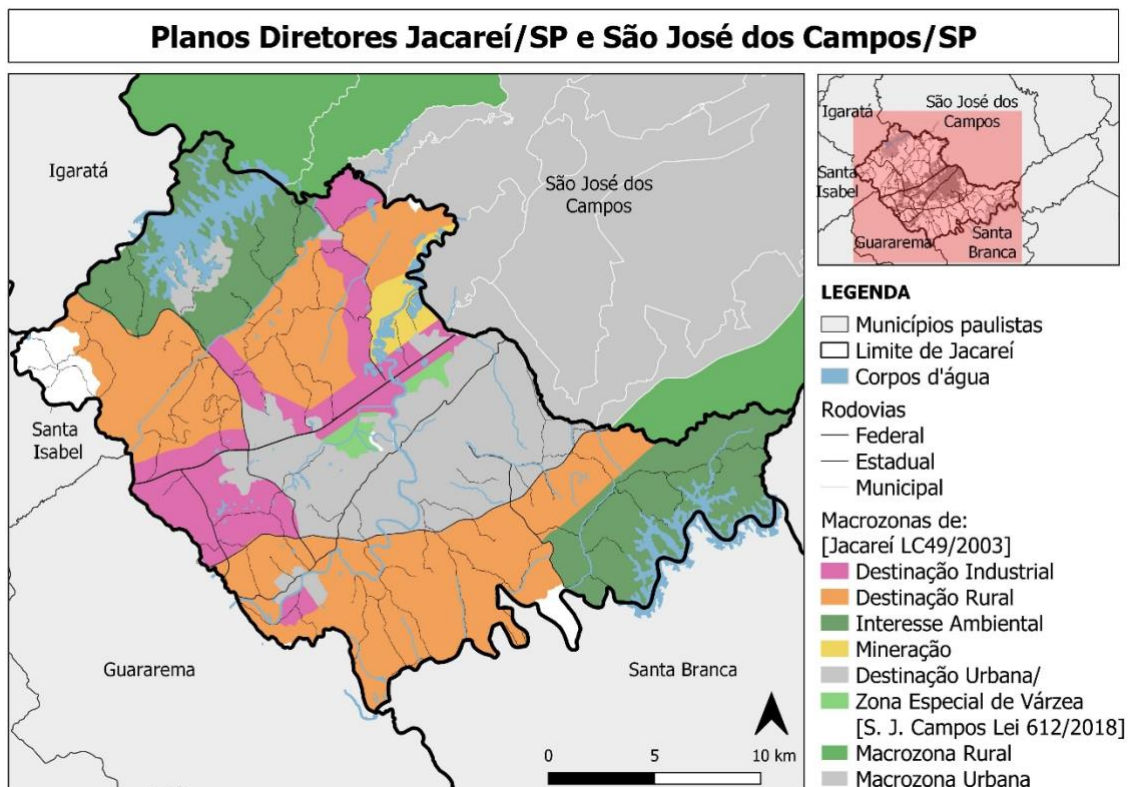 Planos Diretores Jacareí/SP e São José dos Campos/SP
Igaratá
São José dos
Campos
Santa
Isabel
Guararema
Santa Branca
0 5 10 km
Igaratá
São José dos
Campos
Santa
Isabel
Guararema
Santa
Branca
LEGENDA
Municípios paulistas
Limite de Jacareí
Corpos d'água
Rodovias
Federal
Estadual
Municipal
Macrozonas de:
[Jacareí LC49/2003]
Destinação Industrial
Destinação Rural
Interesse Ambiental
Mineração
Destinação Urbana/
Zona Especial de Várzea
[S. J. Campos Lei 612/2018]
Macrozona Rural
Macrozona Urbana